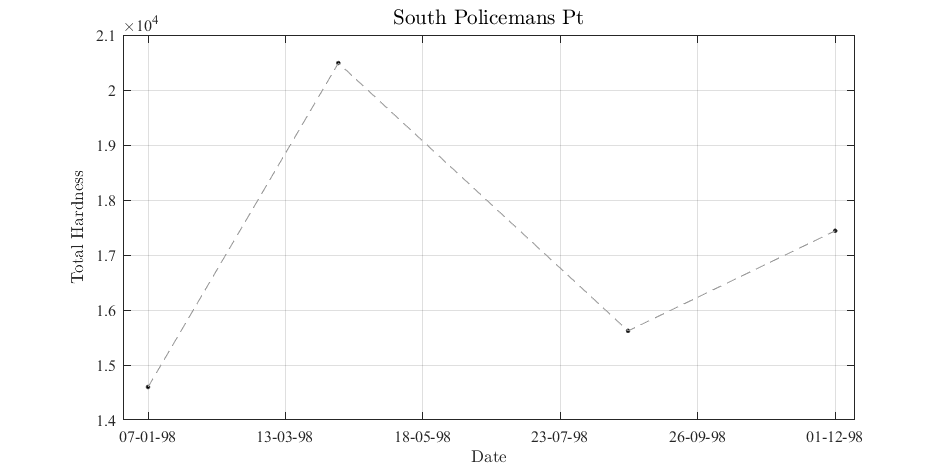 South Policemans Pt
×10⁴
2.1
2
1.9
1.8
1.7
1.6
1.5
1.4
Total Hardness
07-01-98 13-03-98 18-05-98 23-07-98 26-09-98 01-12-98
Date